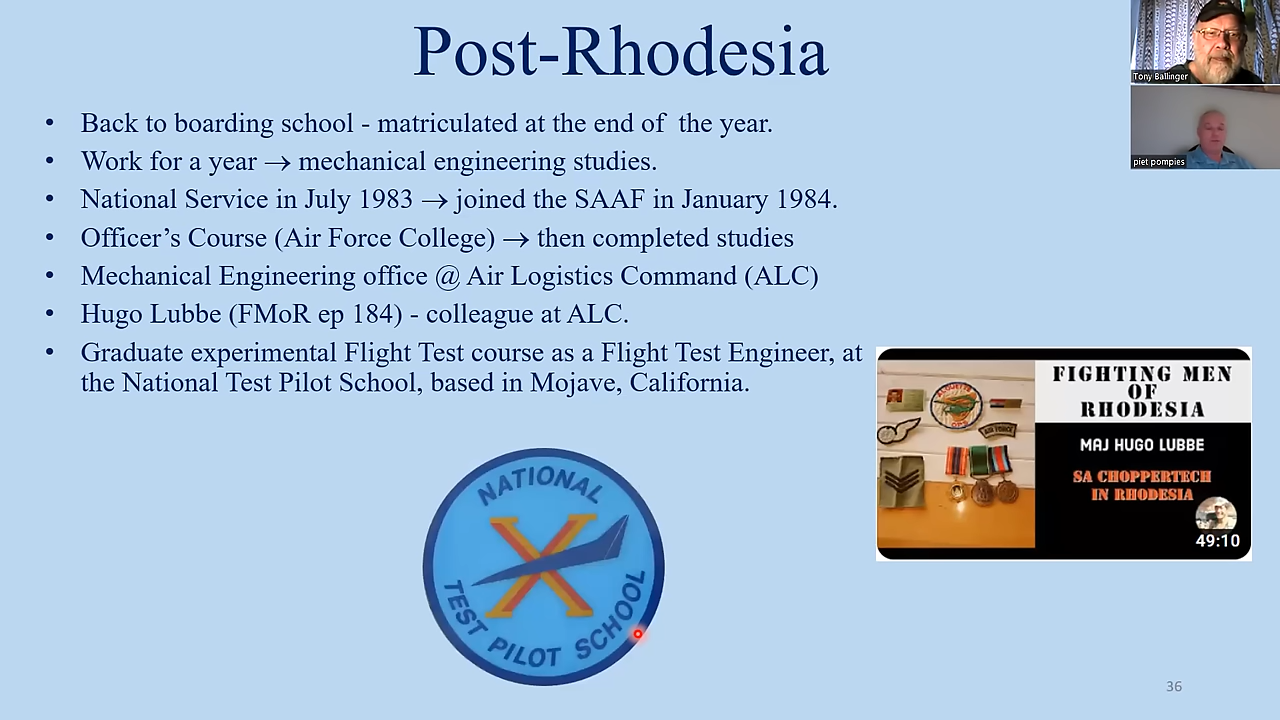 Post-Rhodesia
Tony Ballinger
piet pompies
• Back to boarding school - matriculated at the end of the year.
• Work for a year → mechanical engineering studies.
• National Service in July 1983 → joined the SAAF in January 1984.
• Officer’s Course (Air Force College) → then completed studies
• Mechanical Engineering office @ Air Logistics Command (ALC)
• Hugo Lubbe (FMoR ep 184) - colleague at ALC.
• Graduate experimental Flight Test course as a Flight Test Engineer, at
the National Test Pilot School, based in Mojave, California.
FIGHTING MEN
OF
RHODESIA
MAJ HUGO LUBBE
SA CHOPPERTECH
IN RHODESIA
49:10
AIR FORCE
NATIONAL
X
TEST PILOT SCHOOL
36